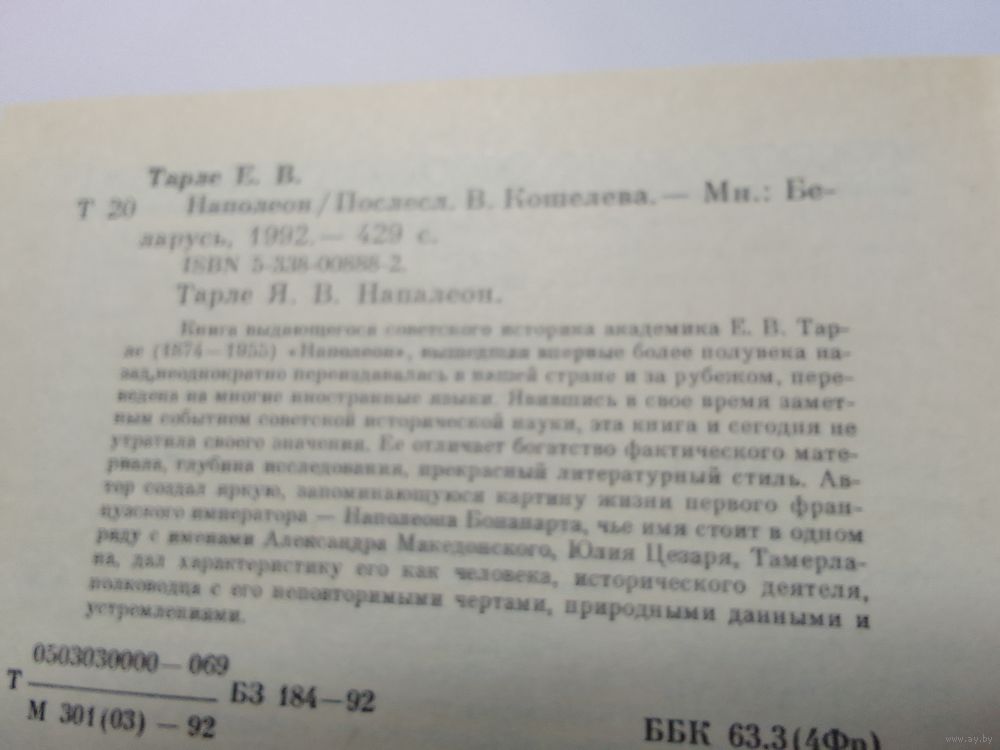 Тарле Е. В.
Т 20 Наполеон/Послесл. В. Кошелева.— Мн.: Бе-
ларусь, 1992.— 429 с.
ISBN 5-338-00888-2.
Тарле Я. В. Напалеон.
Книга выдающегося советского историка академика Е. В. Тар-
ле (1874—1955) «Наполеон», вышедшая впервые более полувека на-
зад,неоднократно переиздавалась в нашей стране и за рубежом, пере-
ведена на многие иностранные языки. Явившись в свое время замет-
ным событием советской исторической науки, эта книга и сегодня не
утратила своего значения. Ее отличает богатство фактического мате-
риала, глубина исследования, прекрасный литературный стиль. Ав-
тор создал яркую, запоминающуюся картину жизни первого фран-
цузского императора — Наполеона Бонапарта, чье имя стоит в одном
ряду с именами Александра Македонского, Юлия Цезаря, Тамерла-
на, дал характеристику его как человека, исторического деятеля,
полководца с его неповторимыми чертами, природными данными и
устремлениями.
0503030000—069
Т БЗ 184—92
М 301(03) — 92
ББК 63.3(4Фр)
www.ay.by